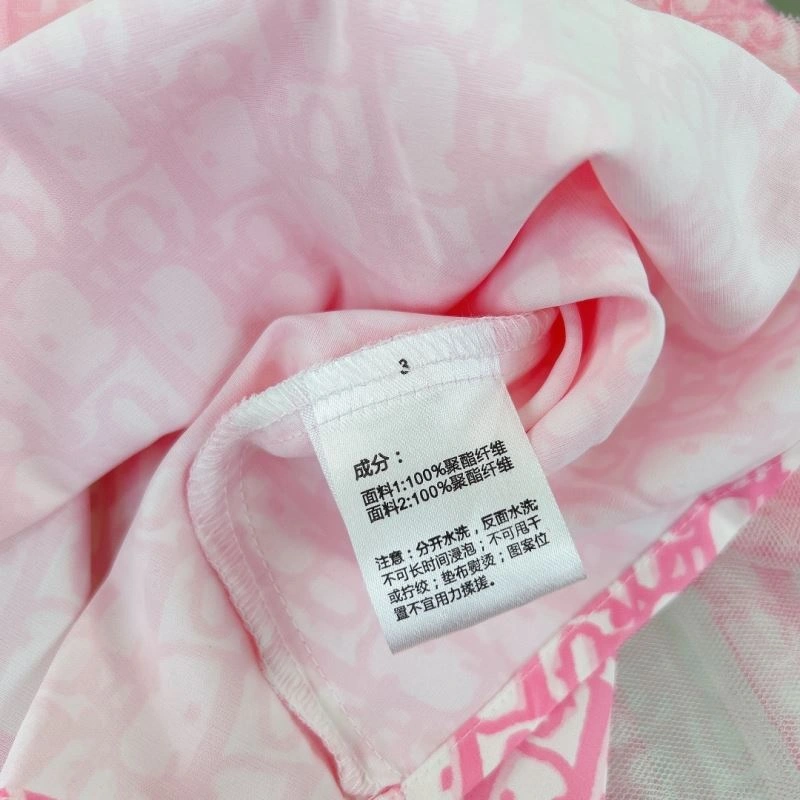 3
成分：
面料1:100%聚酯纤维
面料2:100%聚酯纤维
注意：分开水洗，反面水洗;
不可长时间浸泡；不可甩干
或拧绞；垫布熨烫；图案位
置不宜用力揉搓。